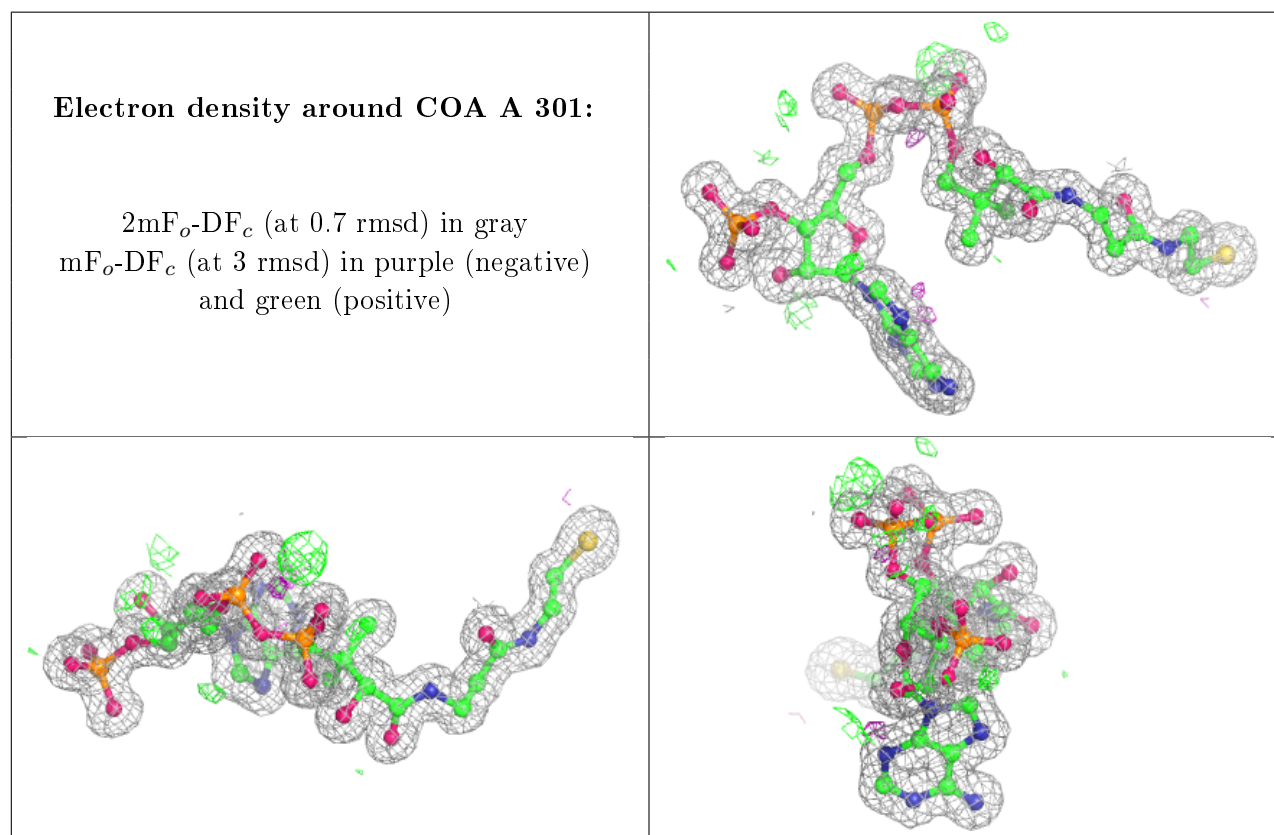 Electron density around COA A 301:
2mFₒ-DF𝒸 (at 0.7 rmsd) in gray
mFₒ-DF𝒸 (at 3 rmsd) in purple (negative)
and green (positive)